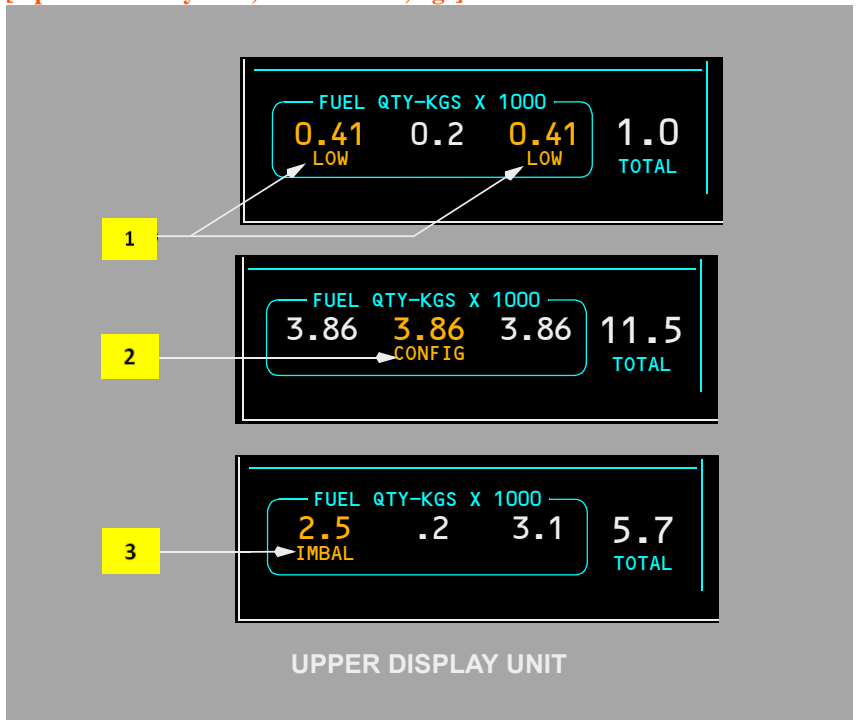 FUEL QTY-KGS X 1000
0.41 0.2 0.41 1.0
LOW LOW TOTAL
1
FUEL QTY-KGS X 1000
3.86 3.86 3.86 11.5
CONFIG TOTAL
2
FUEL QTY-KGS X 1000
2.5 .2 3.1 5.7
IMBAL TOTAL
3
UPPER DISPLAY UNIT